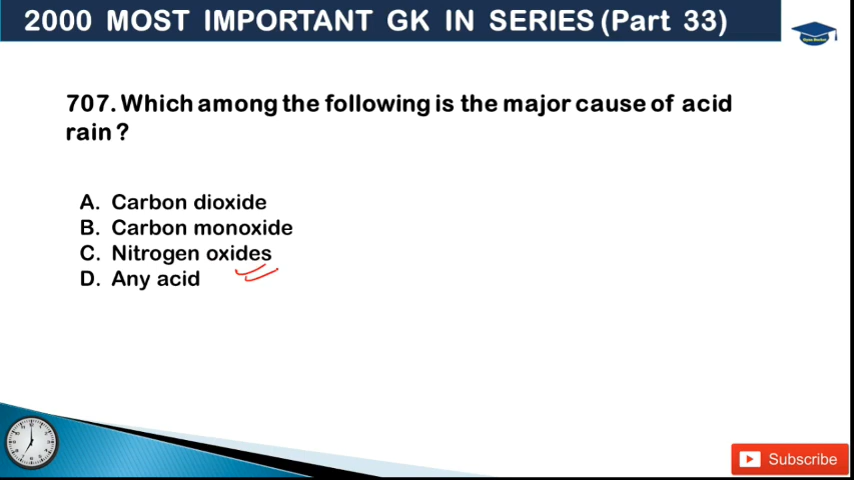 2000 MOST IMPORTANT GK IN SERIES (Part 33)
707. Which among the following is the major cause of acid
rain ?
A. Carbon dioxide
B. Carbon monoxide
C. Nitrogen oxides
D. Any acid
Subscribe